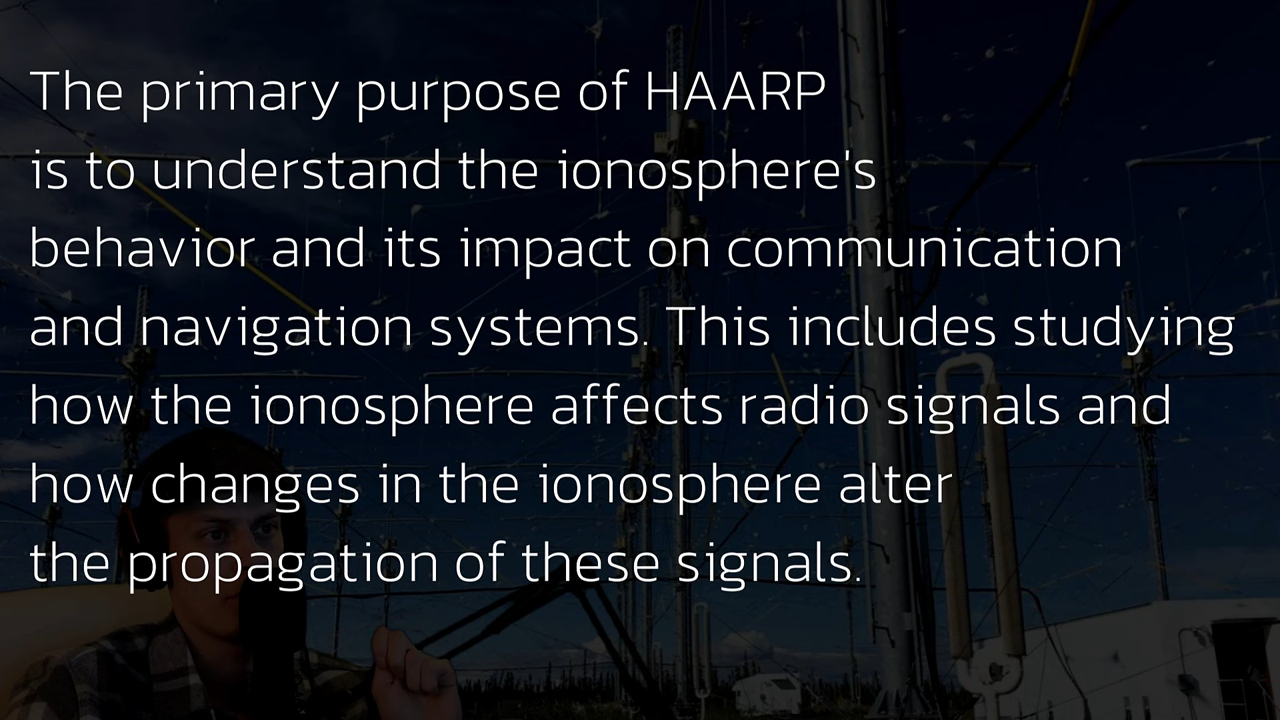 The primary purpose of HAARP
is to understand the ionosphere's
behavior and its impact on communication
and navigation systems. This includes studying
how the ionosphere affects radio signals and
how changes in the ionosphere alter
the propagation of these signals.